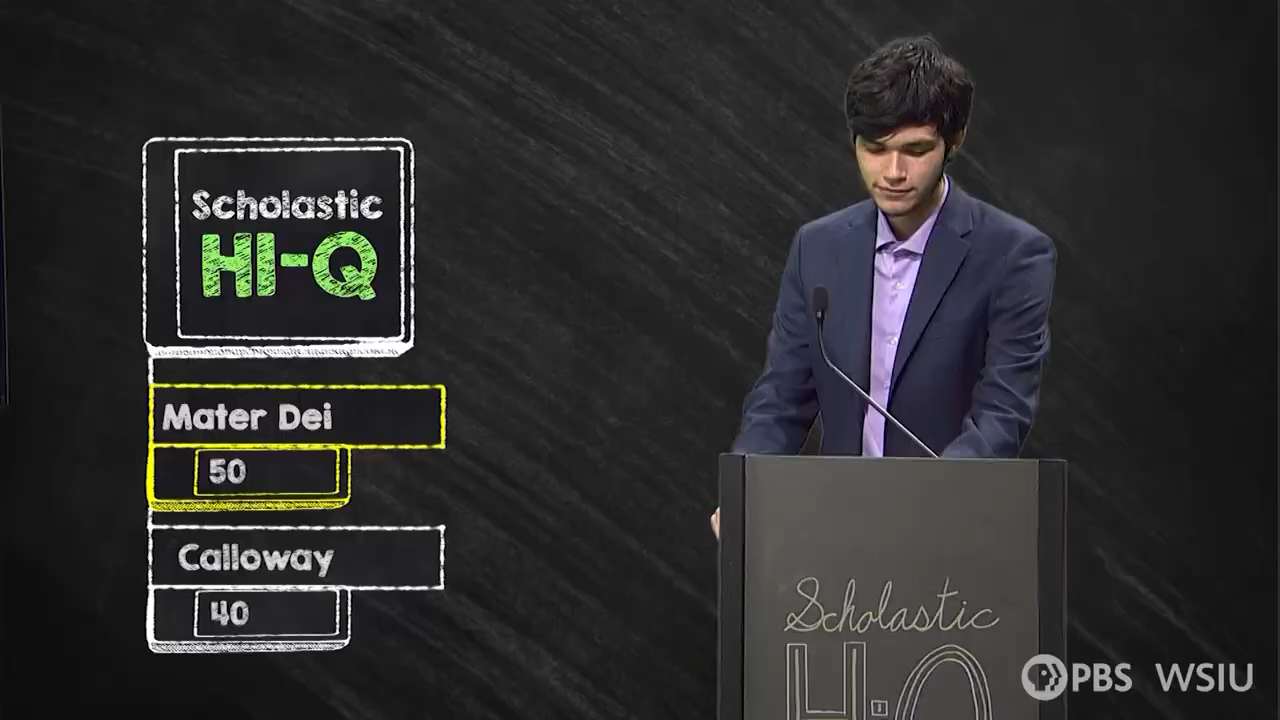 Scholastic
HI-Q
Mater Dei
50
Calloway
40
Scholastic
H-Q
PBS WSIU